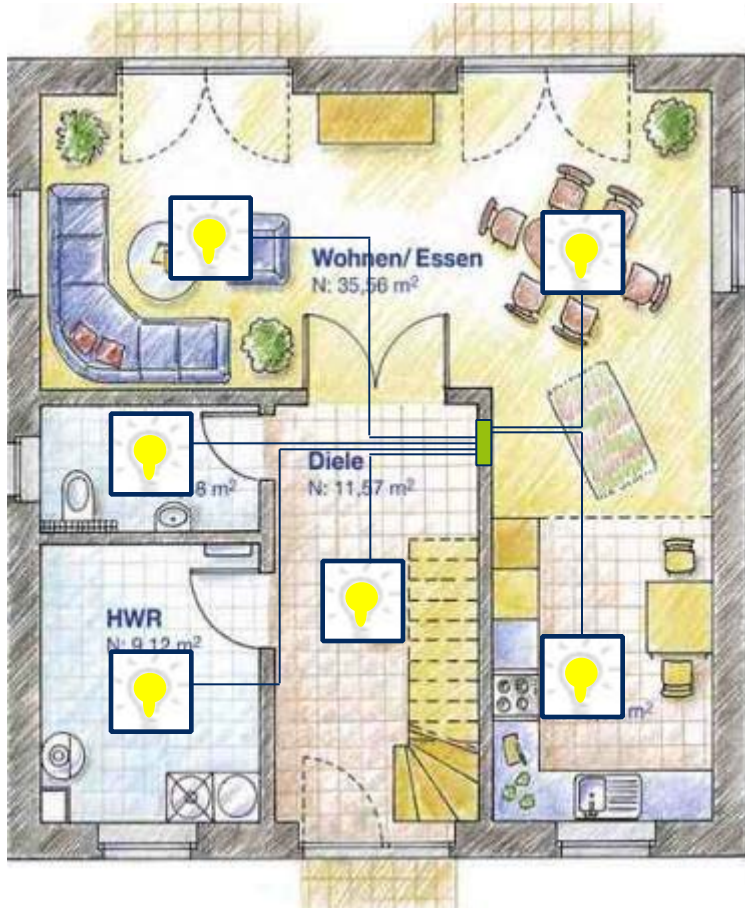 Wohnen/ Essen
N: 35,56 m²
Diele
N: 11,57 m²
8 m²
HWR
N: 9,12 m²
m²